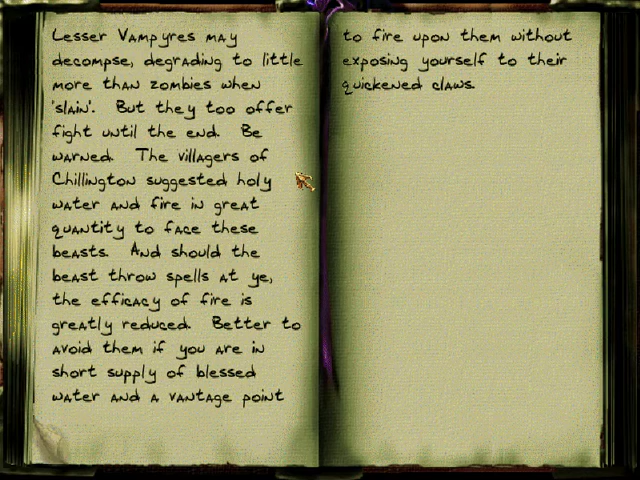 Lesser Vampyres may
decompse, degrading to little
more than zombies when
'slain'. But they too offer
fight until the end. Be
warned. The villagers of
Chillington suggested holy
water and fire in great
quantity to face these
beasts. And should the
beast throw spells at ye,
the efficacy of fire is
greatly reduced. Better to
avoid them if you are in
short supply of blessed
water and a vantage point
to fire upon them without
exposing yourself to their
quickened claws.